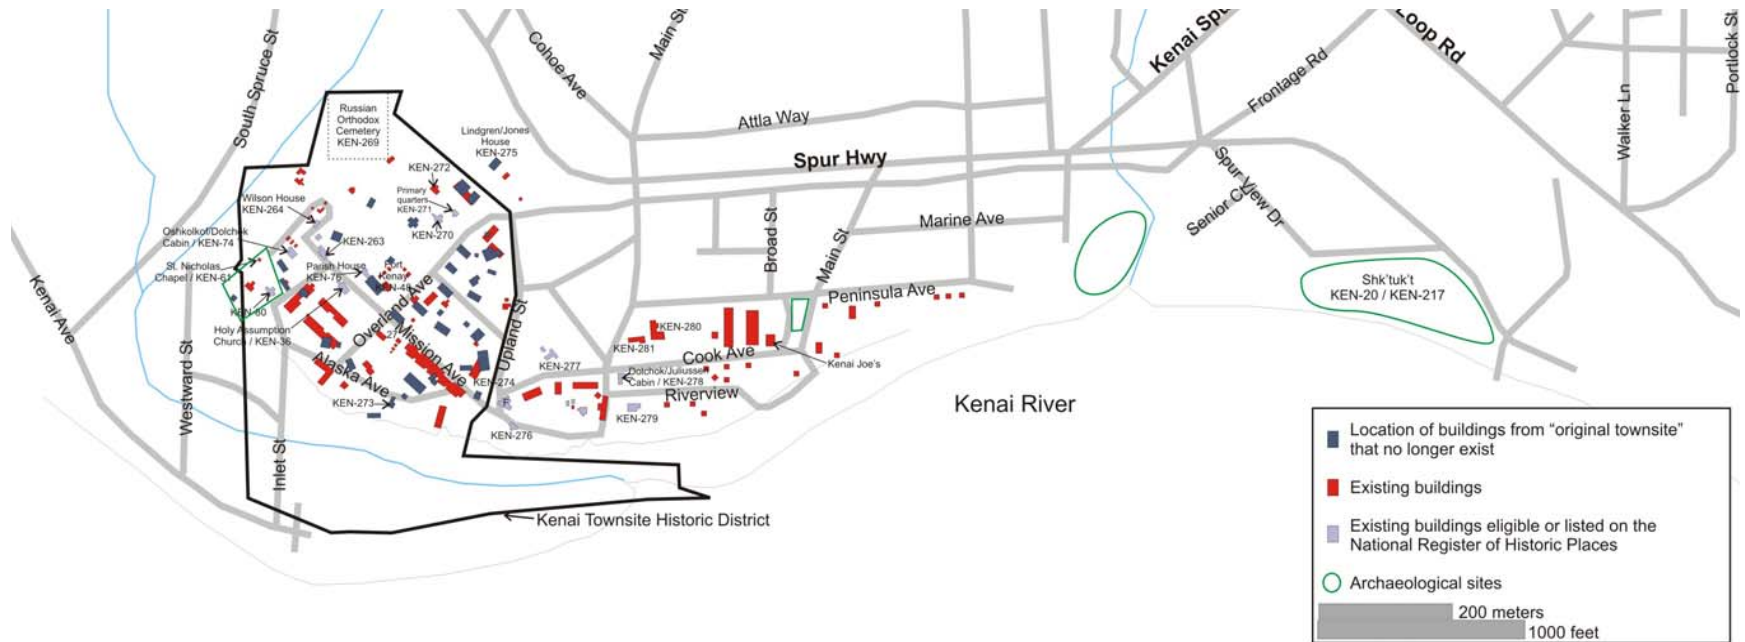 South Spruce St
Cohoe Ave
Main St
Kenai Spu
Loop Rd
Portlock St
Walker Ln
Frontage Rd
Attla Way
Spur Hwy
Spur View Dr
Senior Ct
Marine Ave
Broad St
Main St
Peninsula Ave
Russian
Orthodox
Cemetery
KEN-269
Lindgren/Jones
House
KEN-275
KEN-272
Primary
quarters
KEN-271
KEN-270
Wilson House
KEN-264
Oshkolkof/Dolchok
Cabin / KEN-74
KEN-263
St. Nicholas
Chapel / KEN-61
Parish House
KEN-76
Fort
Kenay
KEN-48
KEN-80
Holy Assumption
Church / KEN-36
Overland Ave
Mission Ave
Alaska Ave
Upland St
Kenai Ave
Westward St
Inlet St
KEN-273
KEN-274
KEN-276
KEN-277
KEN-281
KEN-280
Cook Ave
Dolchok/Juliussen
Cabin / KEN-278
Riverview
KEN-279
Kenai Joe's
Shk'tuk't
KEN-20 / KEN-217
Kenai River
Kenai Townsite Historic District
Location of buildings from "original townsite"
that no longer exist
Existing buildings
Existing buildings eligible or listed on the
National Register of Historic Places
Archaeological sites
200 meters
1000 feet